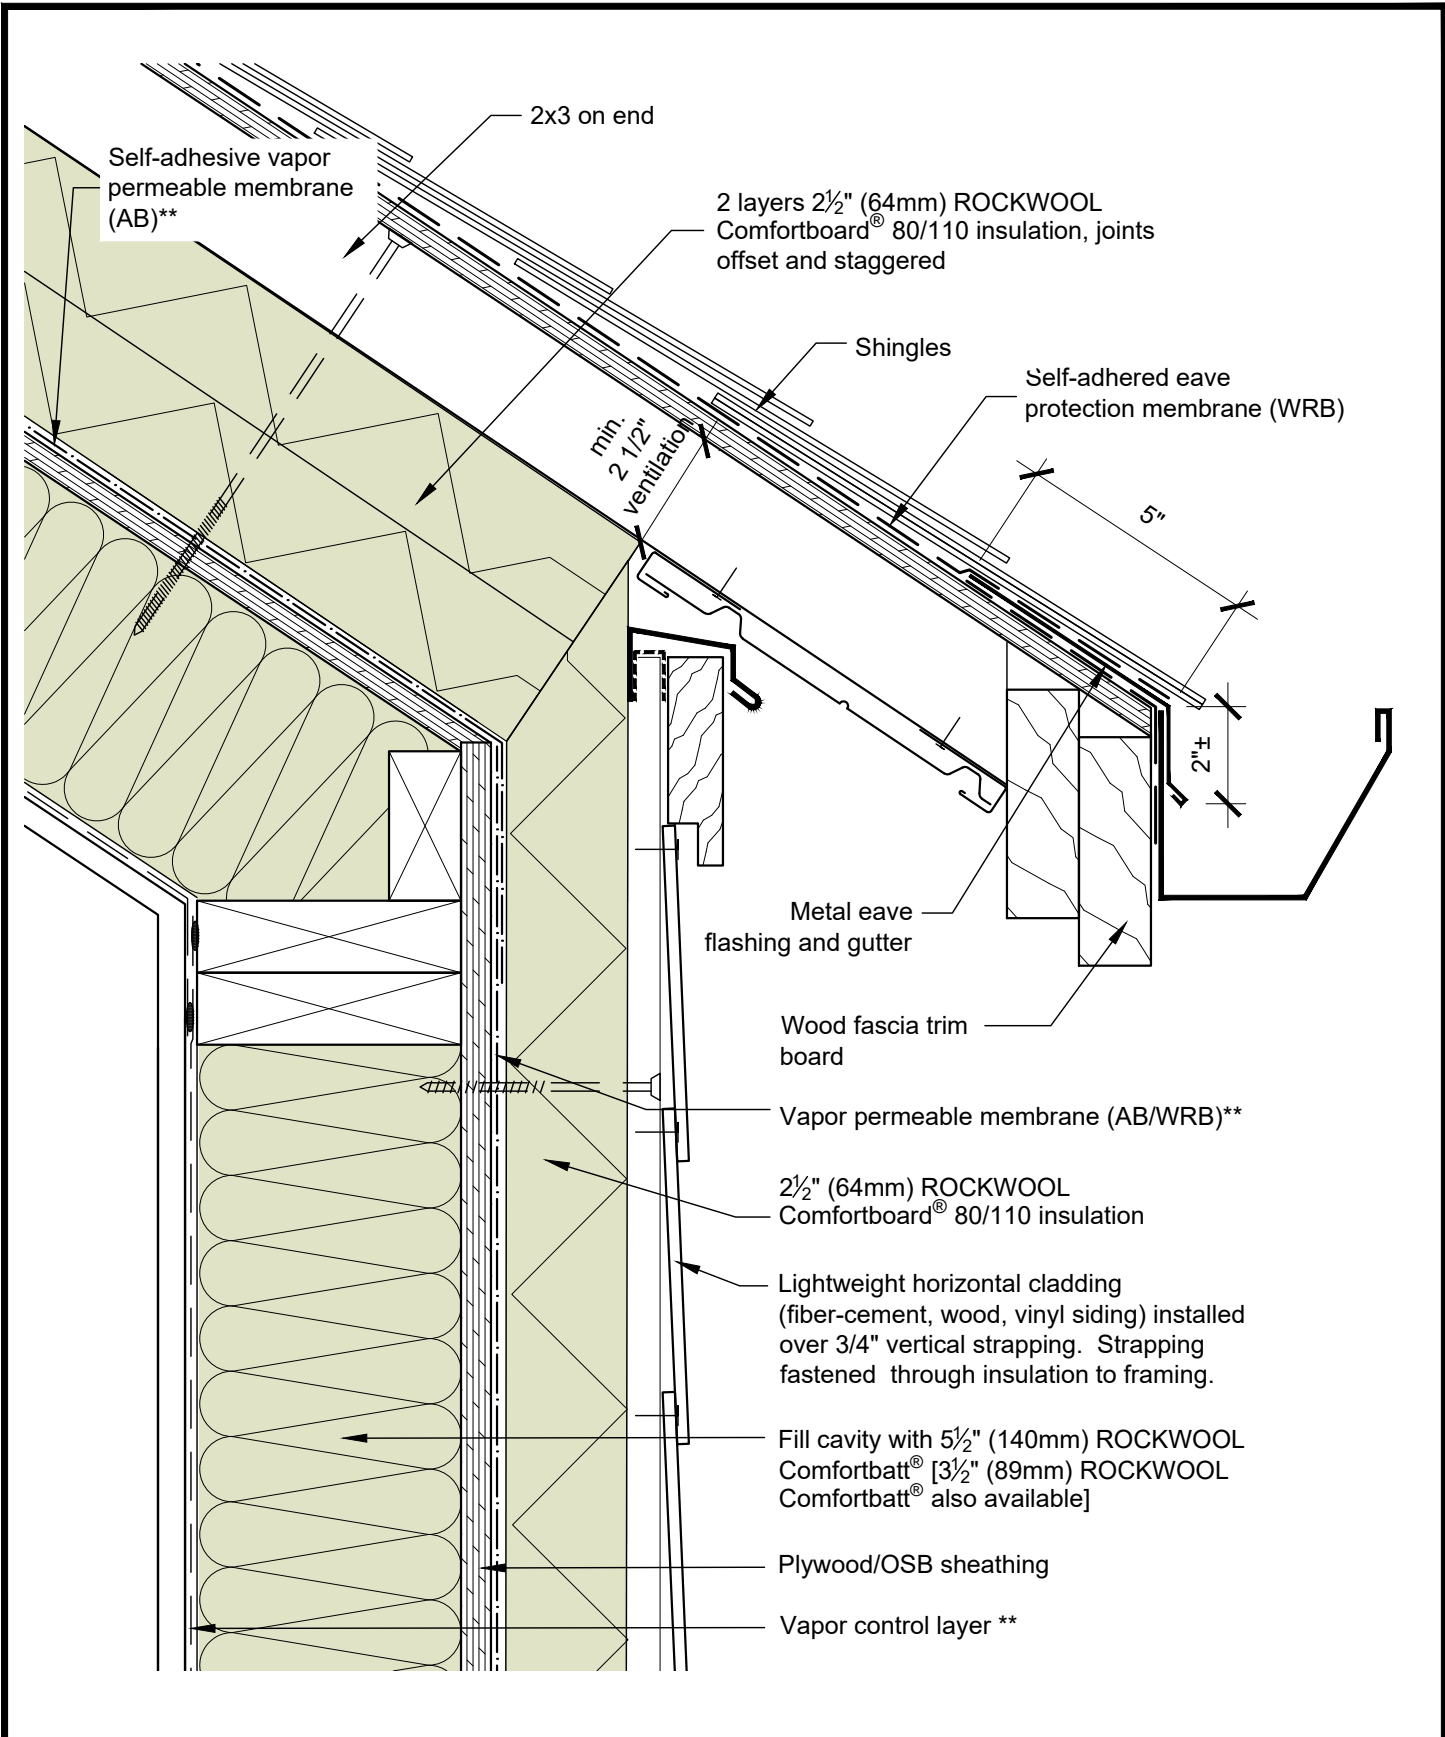 2x3 on end
Self-adhesive vapor
permeable membrane
(AB)**
2 layers 2½" (64mm) ROCKWOOL
Comfortboard® 80/110 insulation, joints
offset and staggered
Shingles
Self-adhered eave
protection membrane (WRB)
min.
2 1/2"
ventilation
5"
2"±
Metal eave
flashing and gutter
Wood fascia trim
board
Vapor permeable membrane (AB/WRB)**
2½" (64mm) ROCKWOOL
Comfortboard® 80/110 insulation
Lightweight horizontal cladding
(fiber-cement, wood, vinyl siding) installed
over 3/4" vertical strapping.  Strapping
fastened  through insulation to framing.
Fill cavity with 5½" (140mm) ROCKWOOL
Comfortbatt® [3½" (89mm) ROCKWOOL
Comfortbatt® also available]
Plywood/OSB sheathing
Vapor control layer **